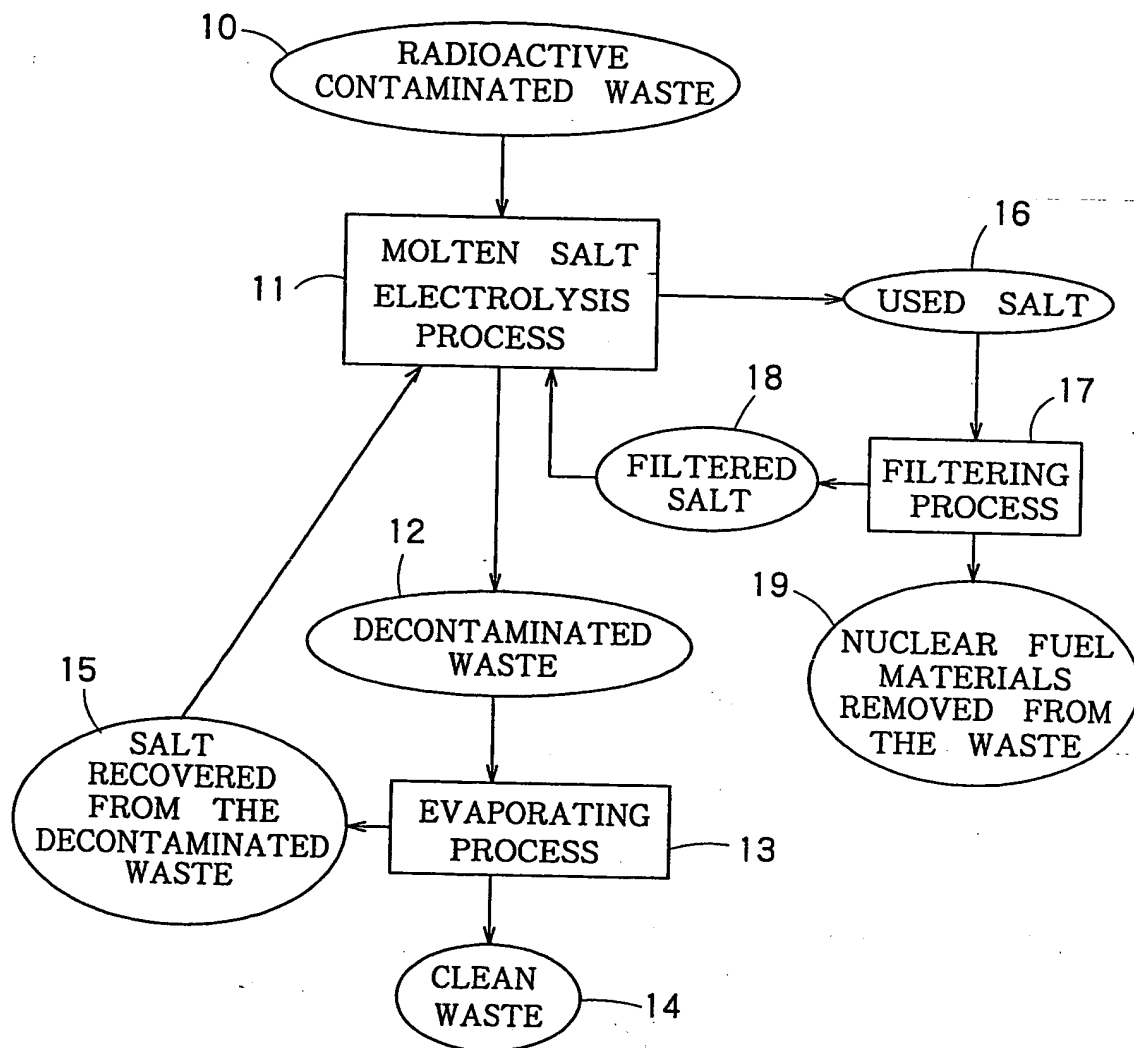 10
RADIOACTIVE
CONTAMINATED WASTE
11
MOLTEN SALT
ELECTROLYSIS
PROCESS
16
USED SALT
18
FILTERED
SALT
17
FILTERING
PROCESS
12
DECONTAMINATED
WASTE
19
NUCLEAR FUEL
MATERIALS
REMOVED FROM
THE WASTE
15
SALT
RECOVERED
FROM THE
DECONTAMINATED
WASTE
EVAPORATING
PROCESS
13
CLEAN
WASTE
14